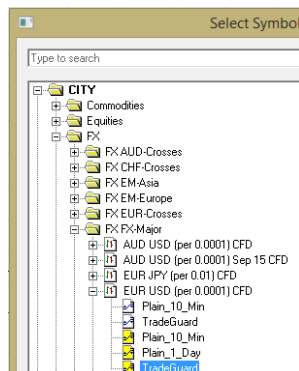 Select Symbol
Type to search
CITY
Commodities
Equities
FX
FX AUD-Crosses
FX CHF-Crosses
FX EM-Asia
FX EM-Europe
FX EUR-Crosses
FX FX-Major
AUD USD (per 0.0001) CFD
AUD USD (per 0.0001) Sep 15 CFD
EUR JPY (per 0.01) CFD
EUR USD (per 0.0001) CFD
Plain_10_Min
TradeGuard
Plain_10_Min
Plain_1_Day
TradeGuard